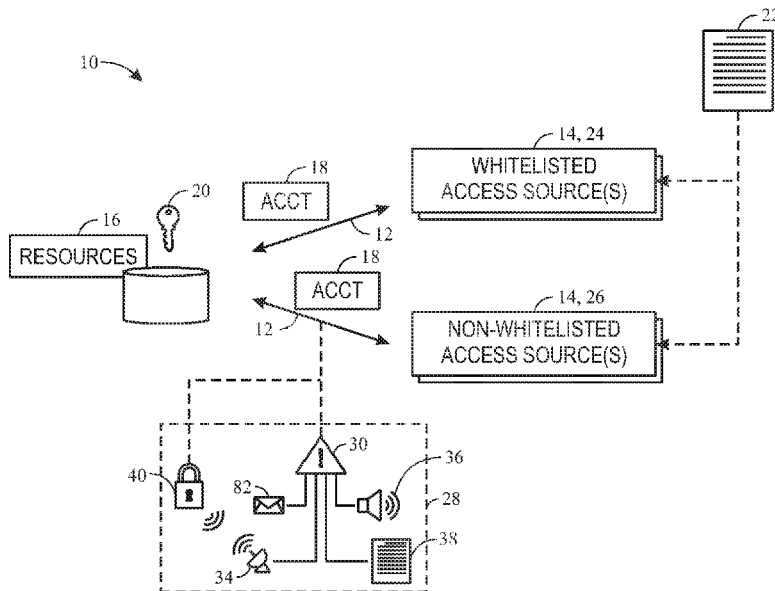 22
10
14, 24
WHITELISTED
ACCESS SOURCE(S)
18
ACCT
20
16
12
RESOURCES
18
ACCT
14, 26
12
NON-WHITELISTED
ACCESS SOURCE(S)
30
36
40
82
28
34
38